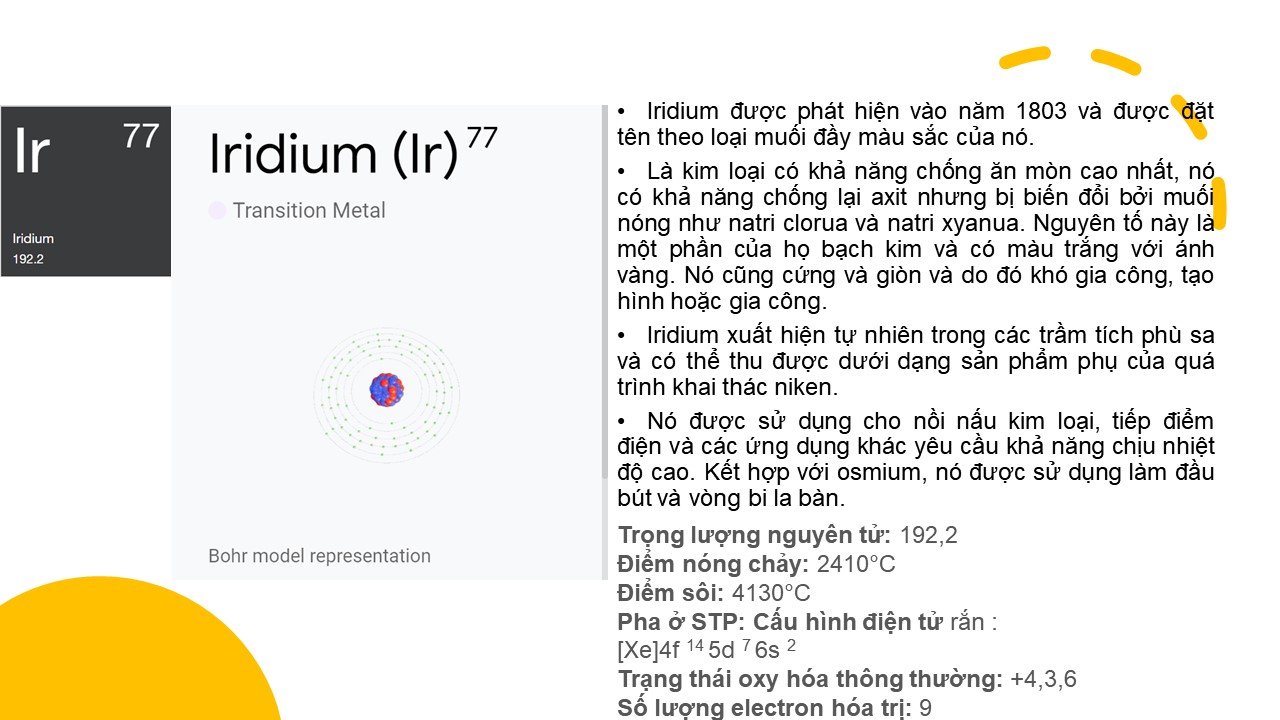 Ir 77
Iridium
192.2
Iridium (Ir) 77
Transition Metal
Bohr model representation
• Iridium được phát hiện vào năm 1803 và được đặt
tên theo loại muối đầy màu sắc của nó.
• Là kim loại có khả năng chống ăn mòn cao nhất, nó
có khả năng chống lại axit nhưng bị biến đổi bởi muối
nóng như natri clorua và natri xyanua. Nguyên tố này là
một phần của họ bạch kim và có màu trắng với ánh
vàng. Nó cũng cứng và giòn và do đó khó gia công, tạo
hình hoặc gia công.
• Iridium xuất hiện tự nhiên trong các trầm tích phù sa
và có thể thu được dưới dạng sản phẩm phụ của quá
trình khai thác niken.
• Nó được sử dụng cho nồi nấu kim loại, tiếp điểm
điện và các ứng dụng khác yêu cầu khả năng chịu nhiệt
độ cao. Kết hợp với osmium, nó được sử dụng làm đầu
bút và vòng bi la bàn.
Trọng lượng nguyên tử: 192,2
Điểm nóng chảy: 2410°C
Điểm sôi: 4130°C
Pha ở STP: Cấu hình điện tử rắn :
[Xe]4f 14 5d 7 6s 2
Trạng thái oxy hóa thông thường: +4,3,6
Số lượng electron hóa trị: 9